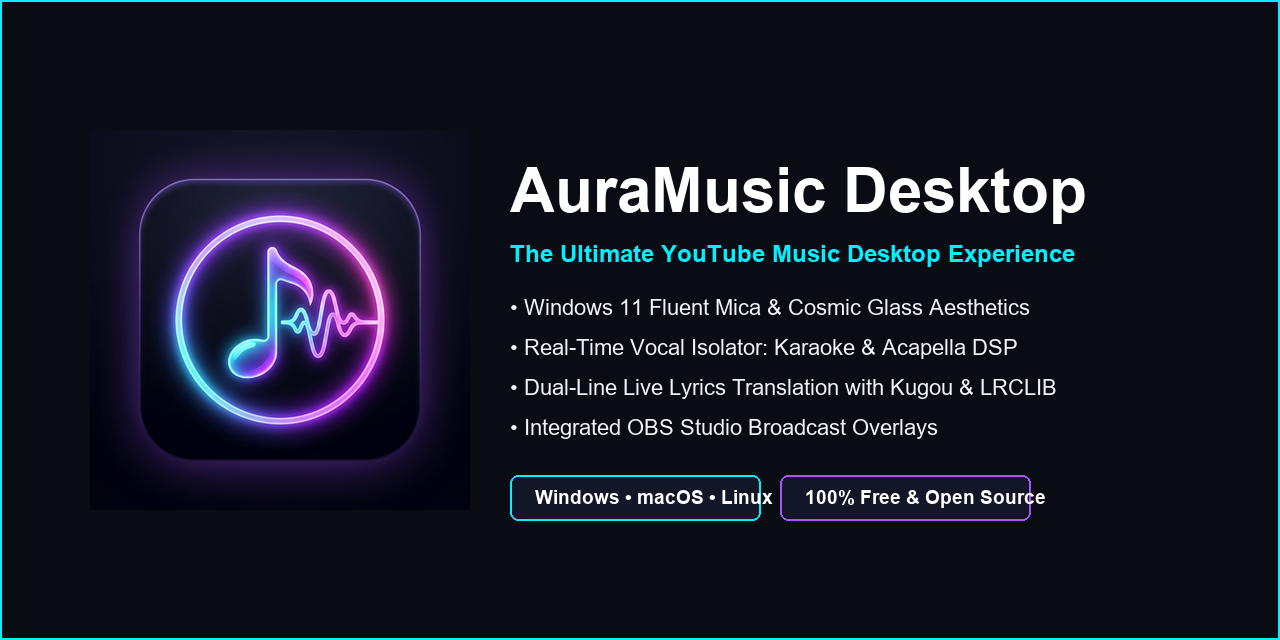 AuraMusic Desktop
The Ultimate YouTube Music Desktop Experience
• Windows 11 Fluent Mica & Cosmic Glass Aesthetics
• Real-Time Vocal Isolator: Karaoke & Acapella DSP
• Dual-Line Live Lyrics Translation with Kugou & LRCLIB
• Integrated OBS Studio Broadcast Overlays
Windows • macOS • Linux
100% Free & Open Source